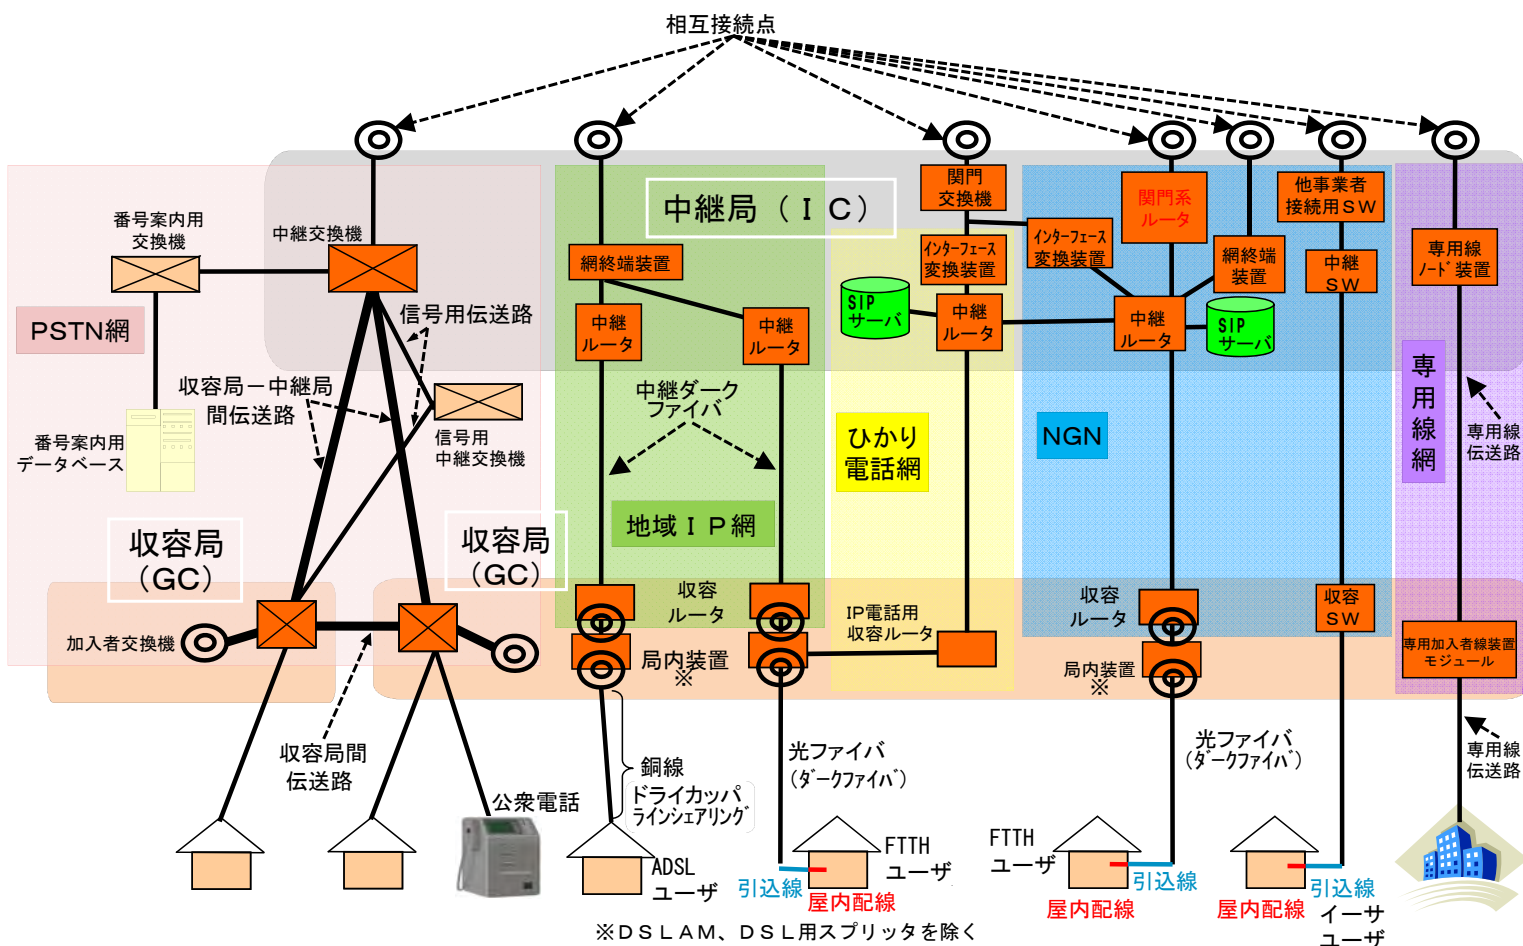 相互接続点
中継局（ＩＣ）
関門
交換機
関門系
ルータ
他事業者
接続用ＳＷ
番号案内用
交換機
中継交換機
網終端装置
インターフェース
変換装置
インターフェース
変換装置
網終端
装置
中継
ＳＷ
専用線
ノード装置
PSTN網
信号用伝送路
中継
ルータ
中継
ルータ
SIP
サーバ
中継
ルータ
中継
ルータ
SIP
サーバ
収容局－中継局
間伝送路
中継ダーク
ファイバ
専用線網
番号案内用
データベース
信号用
中継交換機
ひかり
電話網
NGN
専用線
伝送路
収容局
（GC）
収容局
（GC）
地域ＩＰ網
加入者交換機
収容
ルータ
IP電話用
収容ルータ
収容
ルータ
収容
SW
局内装置
※
局内装置
※
専用加入者線装置
モジュール
収容局間
伝送路
銅線
ドライカッパ
ラインシェアリング
光ファイバ
（ダークファイバ）
光ファイバ
（ダークファイバ）
専用線
伝送路
公衆電話
ADSL
ユーザ
FTTH
ユーザ
引込線
屋内配線
FTTH
ユーザ
引込線
屋内配線
引込線
屋内配線
イーサ
ユーザ
※ＤＳＬＡＭ、ＤＳＬ用スプリッタを除く